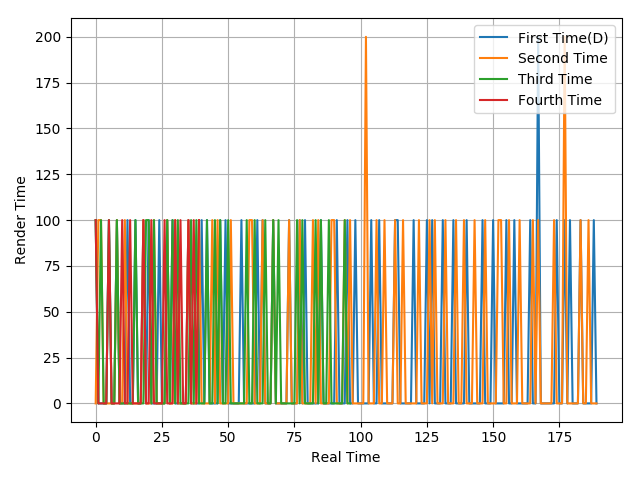 First Time(D)
Second Time
Third Time
Fourth Time
Render Time
200
175
150
125
100
75
50
25
0
0 25 50 75 100 125 150 175
Real Time